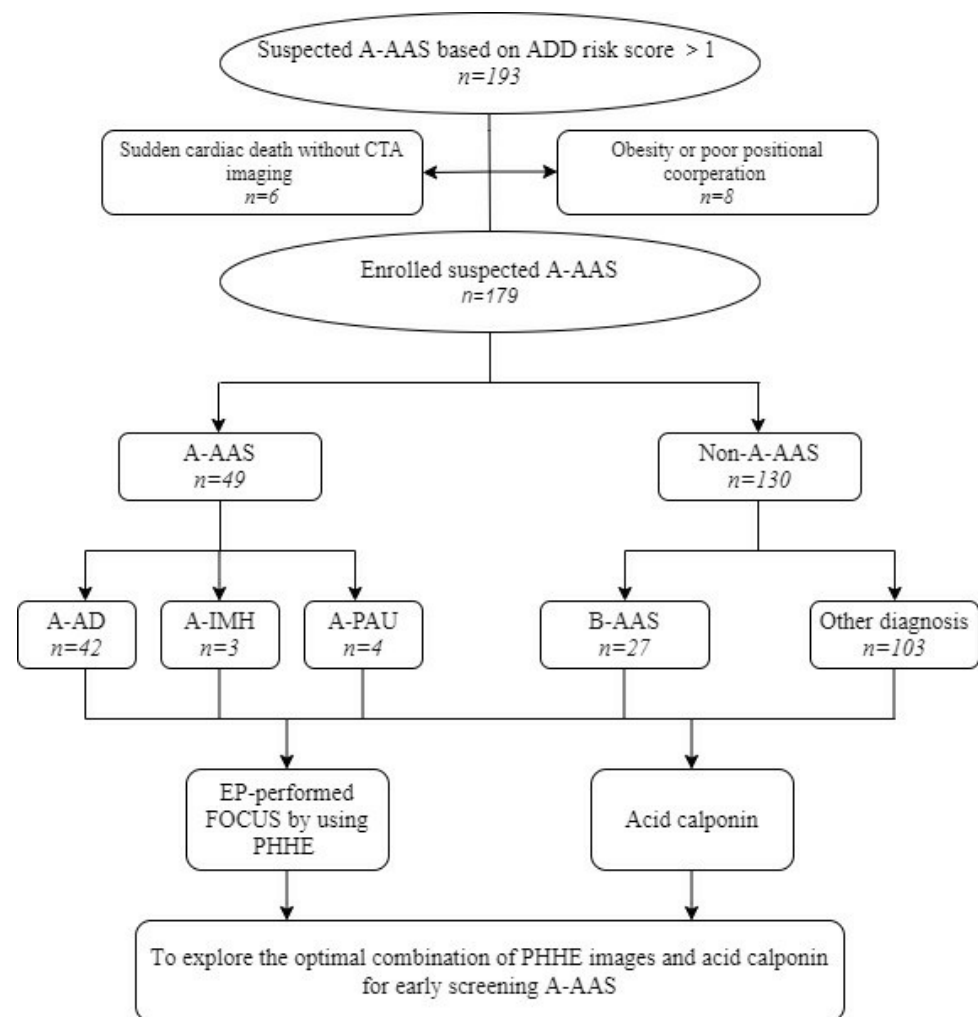 Suspected A-AAS based on ADD risk score > 1
n=193
Sudden cardiac death without CTA
imaging
n=6
Obesity or poor positional
coorperation
n=8
Enrolled suspected A-AAS
n=179
A-AAS
n=49
Non-A-AAS
n=130
A-AD
n=42
A-IMH
n=3
A-PAU
n=4
B-AAS
n=27
Other diagnosis
n=103
EP-performed
FOCUS by using
PHHE
Acid calponin
To explore the optimal combination of PHHE images and acid calponin
for early screening A-AAS